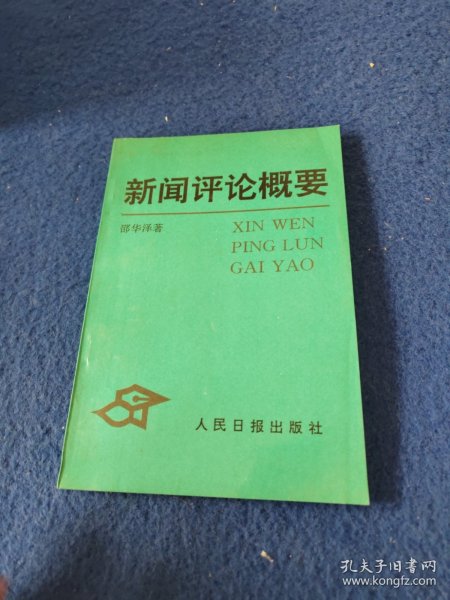 新闻评论概要
邵华泽著
XIN WEN
PING LUN
GAI YAO
人民日报出版社
孔夫子旧书网
www.kongfz.com